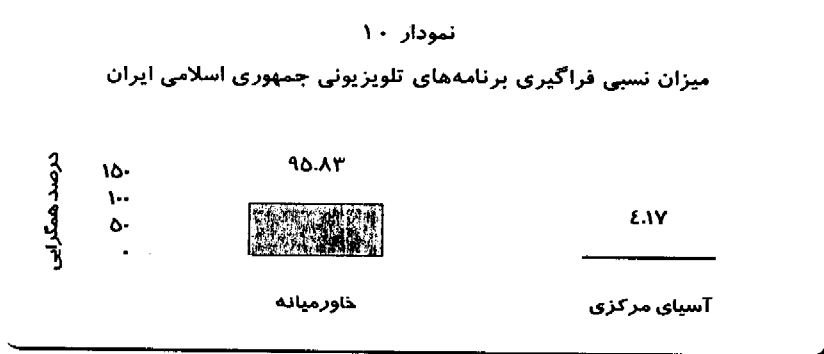 نمودار ۱۰
میزان نسبی فراگیری برنامه‌های تلویزیونی جمهوری اسلامی ایران
درصد همگرایی
۱۵۰
۱۰۰
۵۰
۰
۹۵.۸۳
٤.۱۷
خاورمیانه
آسیای مرکزی